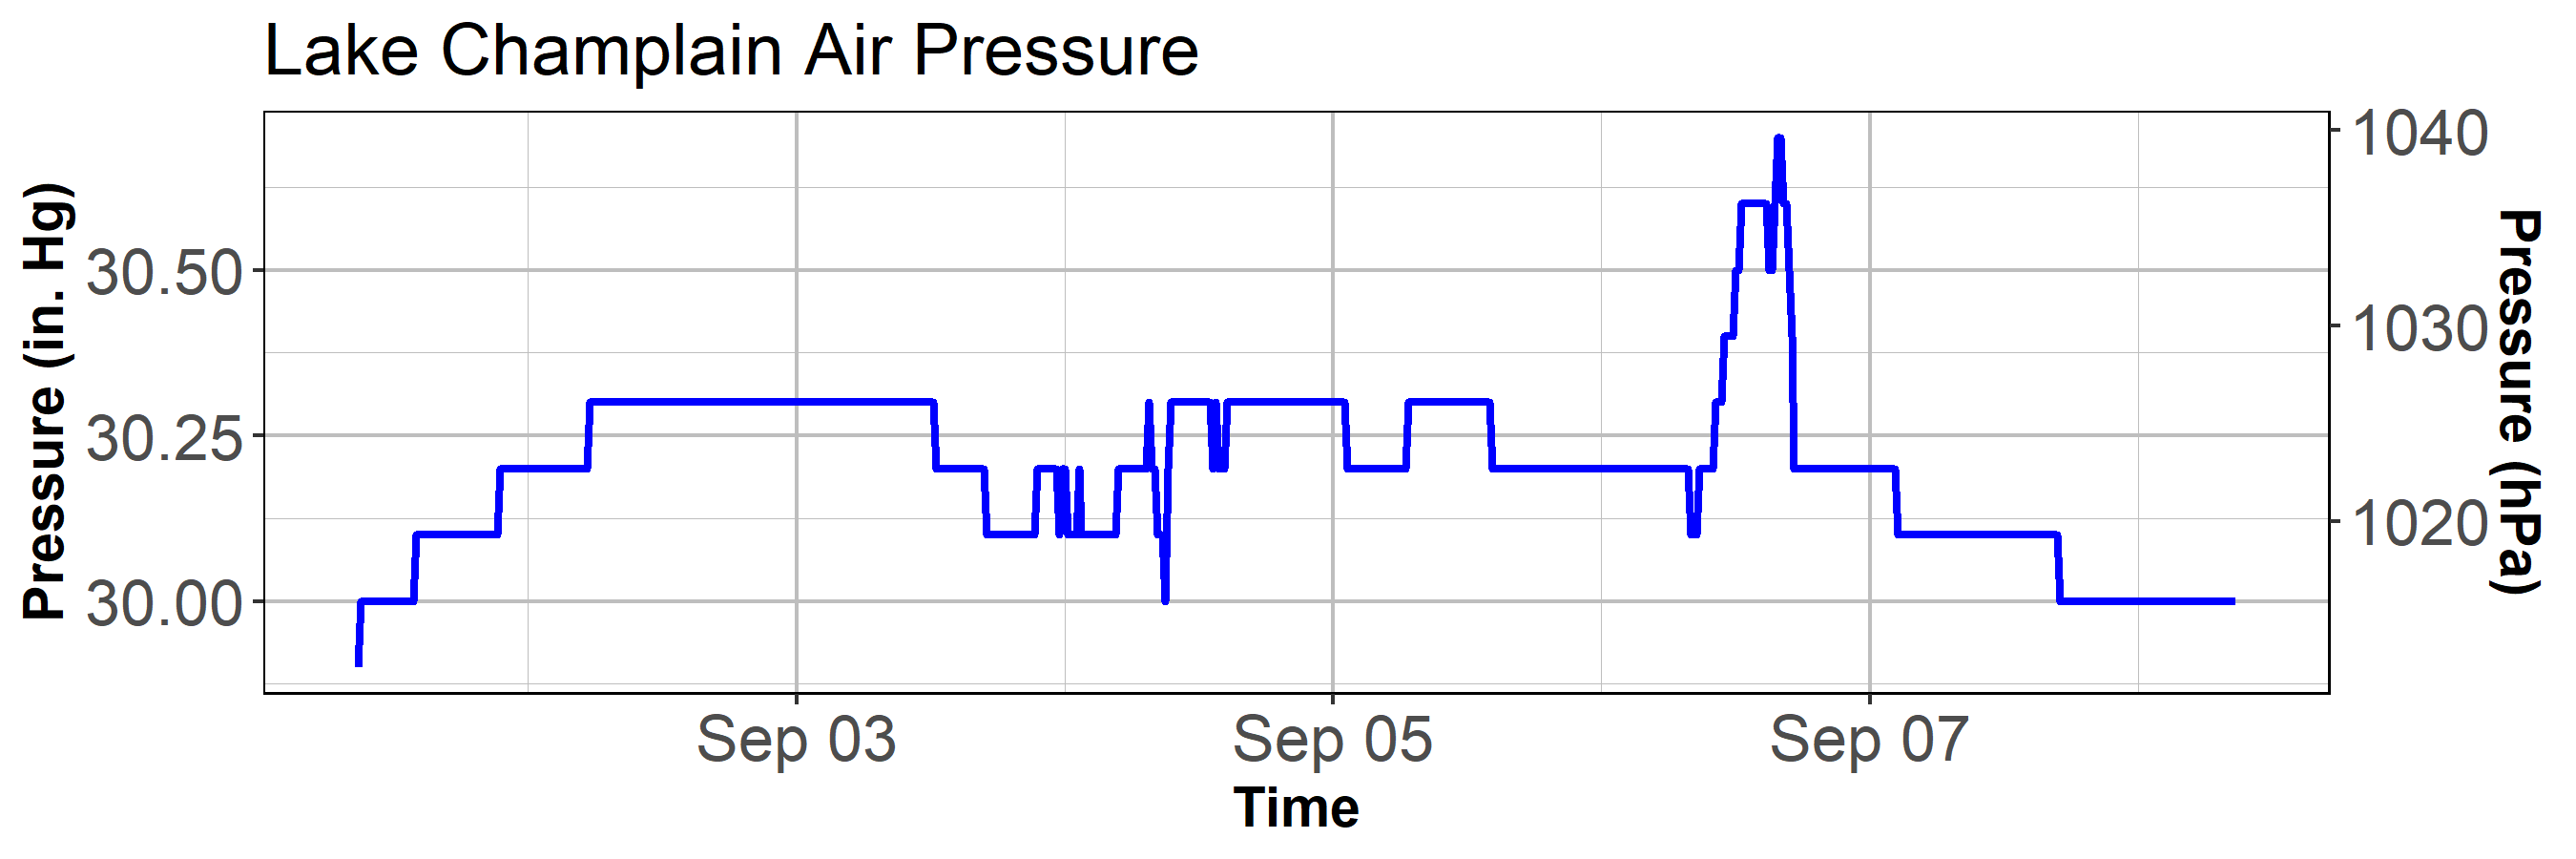 Lake Champlain Air Pressure
Pressure (in. Hg)
30.50
30.25
30.00
1040
1030
1020
Pressure (hPa)
Sep 03 Sep 05 Sep 07
Time